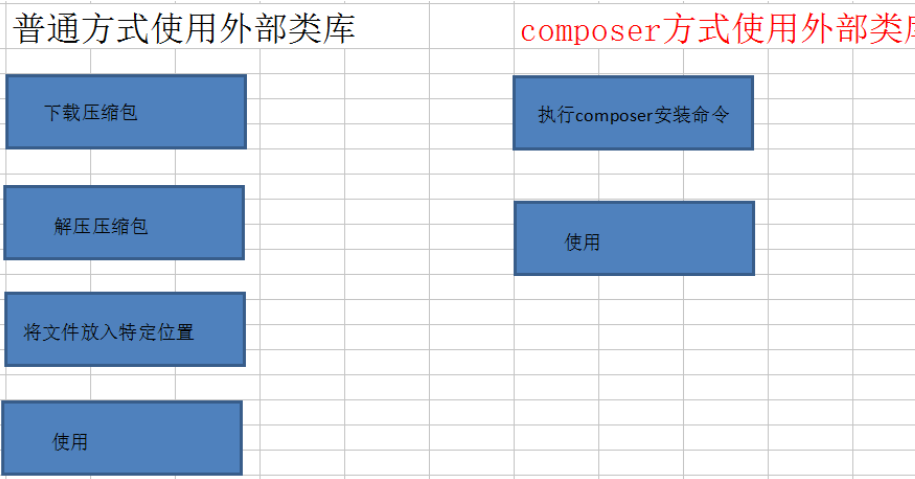 普通方式使用外部类库
下载压缩包
解压压缩包
将文件放入特定位置
使用
composer方式使用外部类库
执行composer安装命令
使用